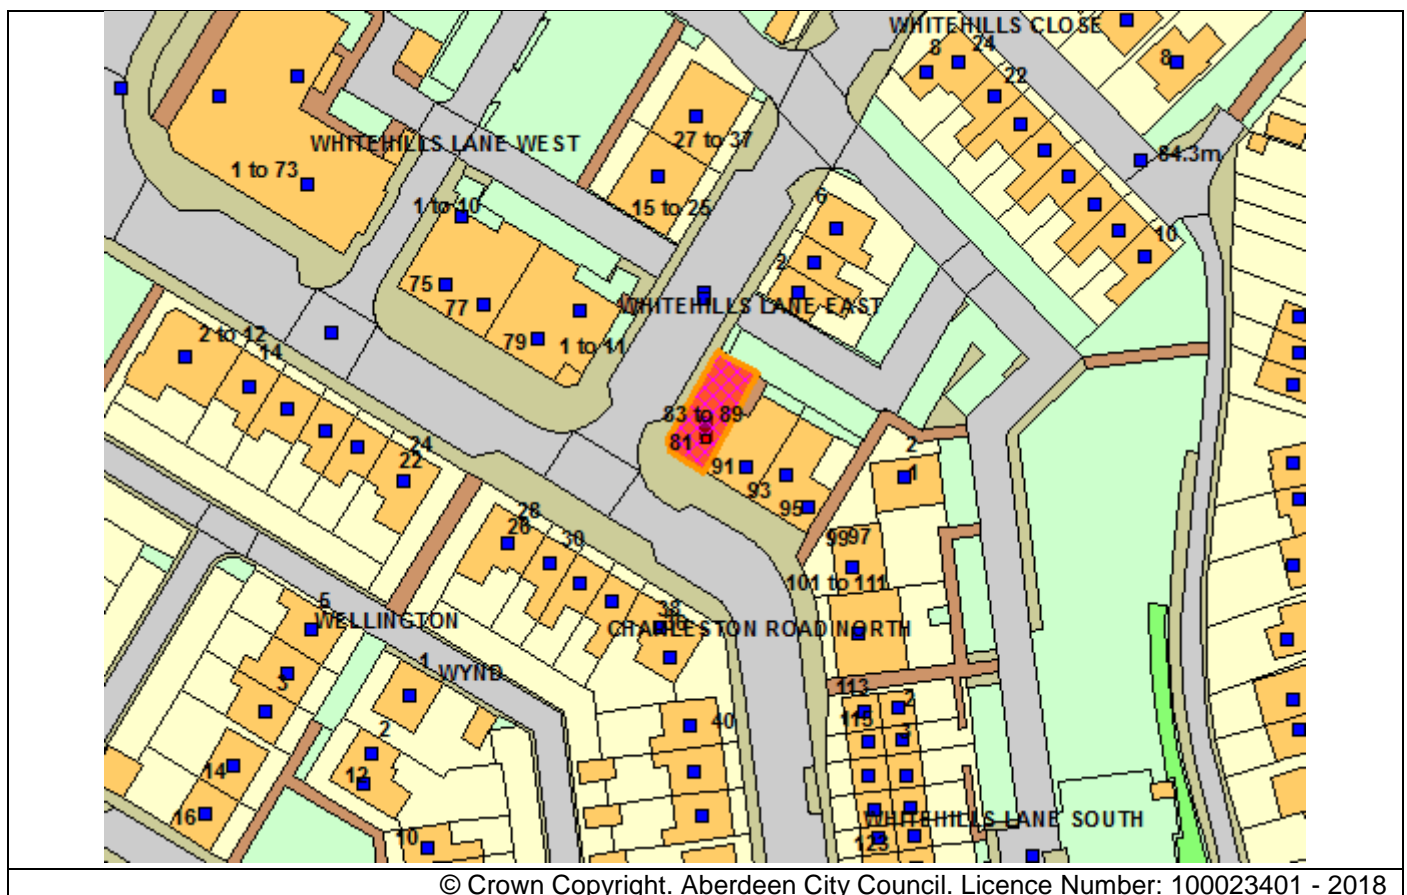 WHITEHILLS CLOSE
8
24
8
22
27 to 37
WHITEHILLS LANE WEST
84.3m
1 to 73
6
1 to 10
15 to 25
10
2
75
77
WHITEHILLS LANE EAST
2 to 12
79
1 to 11
14
83 to 89
81
24
2
22
91
1
93
95
28
26
30
99
97
101 to 111
5
38
WELLINGTON
CHARLESTON ROAD NORTH
1
WYND
3
113
2
115
40
3
2
14
12
16
WHITEHILLS LANE SOUTH
10
123
© Crown Copyright. Aberdeen City Council. Licence Number: 100023401 - 2018